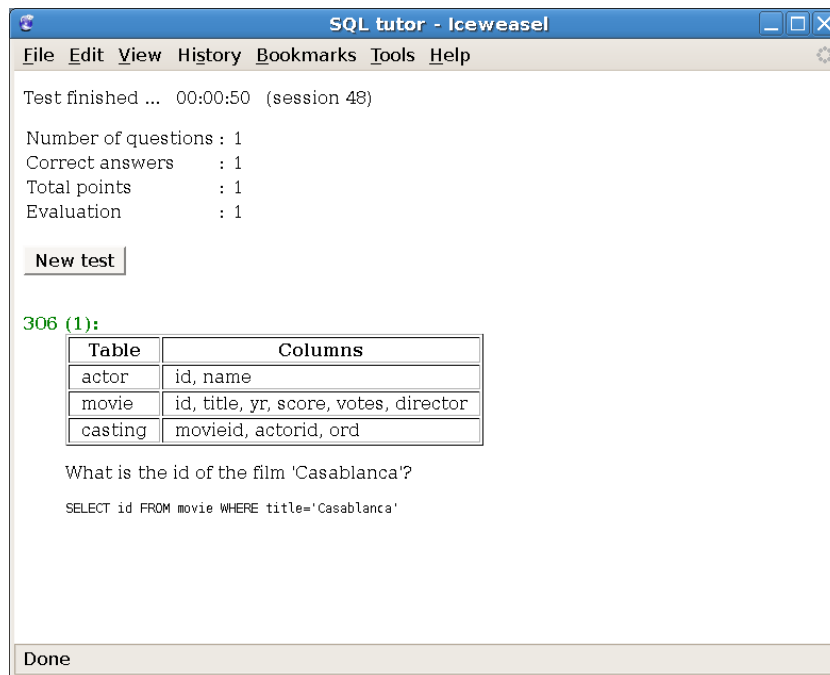 SQL tutor - Iceweasel
File Edit View History Bookmarks Tools Help
Test finished ... 00:00:50 (session 48)
Number of questions : 1
Correct answers : 1
Total points : 1
Evaluation : 1
New test
306 (1):
Table Columns
actor id, name
movie id, title, yr, score, votes, director
casting movieid, actorid, ord
What is the id of the film 'Casablanca'?
SELECT id FROM movie WHERE title='Casablanca'
Done